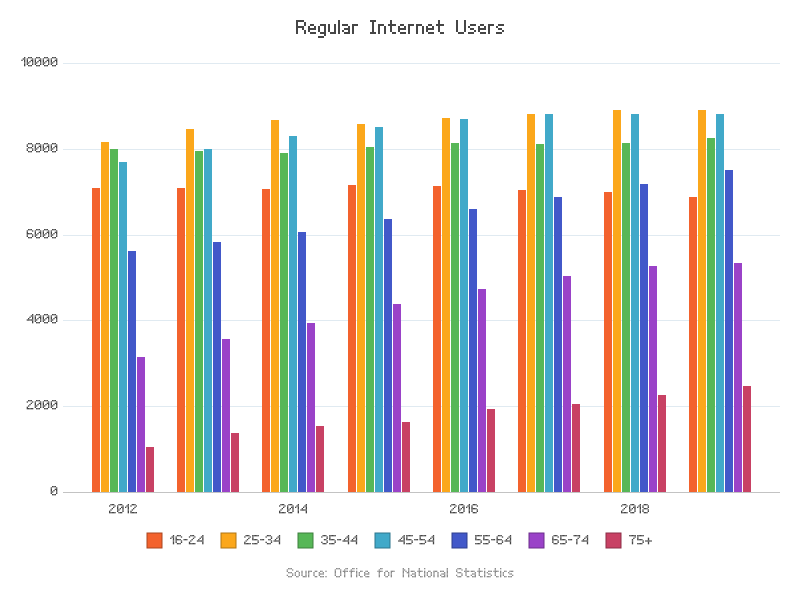 Regular Internet Users
10000
8000
6000
4000
2000
0
2012 2014 2016 2018
16-24 25-34 35-44 45-54 55-64 65-74 75+
Source: Office for National Statistics